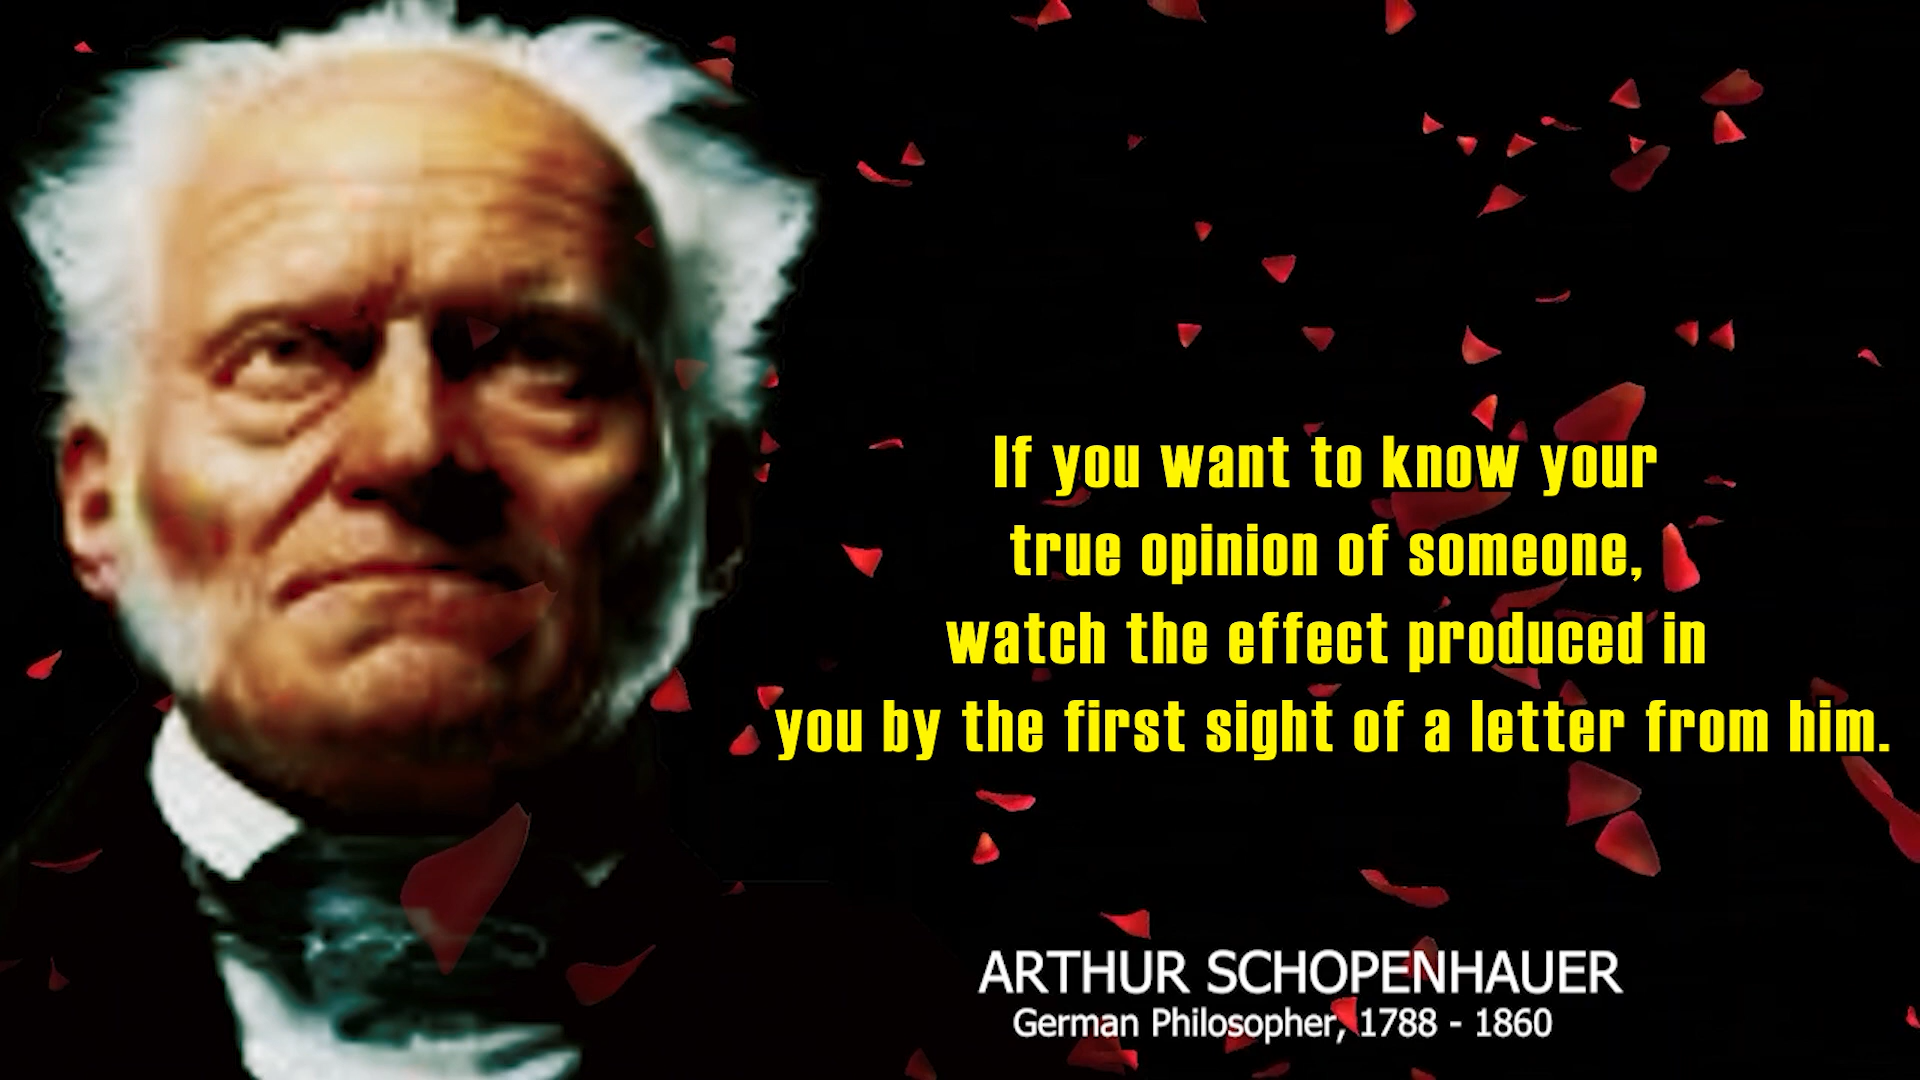 If you want to know your
true opinion of someone,
watch the effect produced in
you by the first sight of a letter from him.
ARTHUR SCHOPENHAUER
German Philosopher, 1788 - 1860